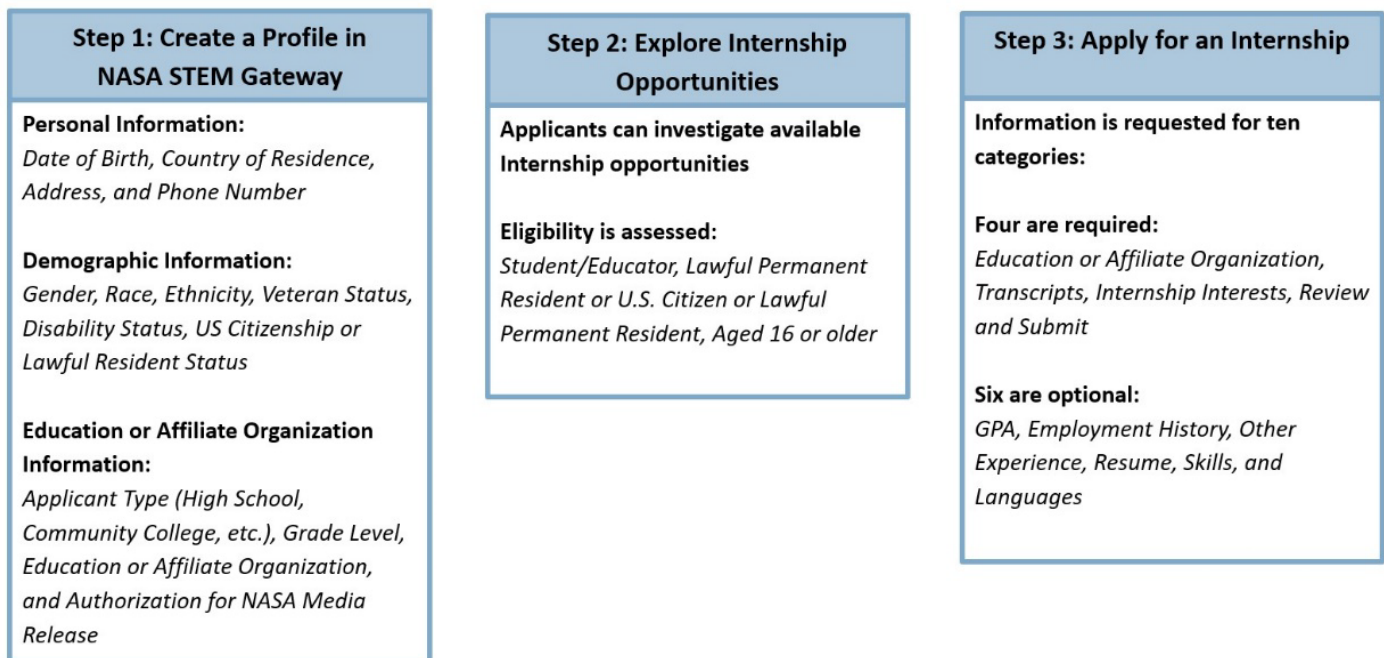 Step 1: Create a Profile in
NASA STEM Gateway
Personal Information:
Date of Birth, Country of Residence,
Address, and Phone Number
Demographic Information:
Gender, Race, Ethnicity, Veteran Status,
Disability Status, US Citizenship or
Lawful Resident Status
Education or Affiliate Organization
Information:
Applicant Type (High School,
Community College, etc.), Grade Level,
Education or Affiliate Organization,
and Authorization for NASA Media
Release
Step 2: Explore Internship
Opportunities
Applicants can investigate available
Internship opportunities
Eligibility is assessed:
Student/Educator, Lawful Permanent
Resident or U.S. Citizen or Lawful
Permanent Resident, Aged 16 or older
Step 3: Apply for an Internship
Information is requested for ten
categories:
Four are required:
Education or Affiliate Organization,
Transcripts, Internship Interests, Review
and Submit
Six are optional:
GPA, Employment History, Other
Experience, Resume, Skills, and
Languages